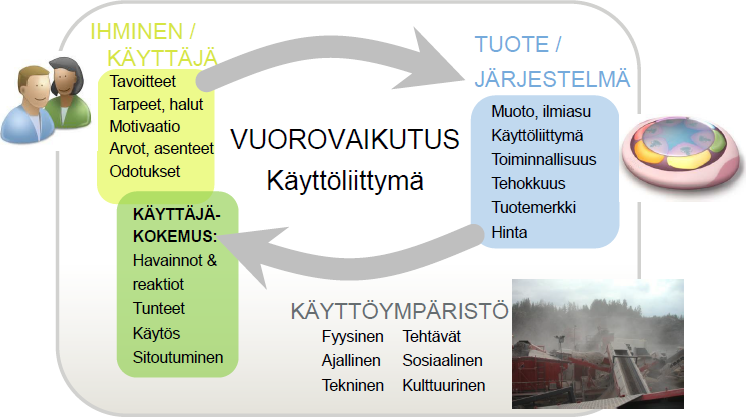 IHMINEN /
KÄYTTÄJÄ
Tavoitteet
Tarpeet, halut
Motivaatio
Arvot, asenteet
Odotukset
KÄYTTÄJÄ-
KOKEMUS:
Havainnot &
reaktiot
Tunteet
Käytös
Sitoutuminen
VUOROVAIKUTUS
Käyttöliittymä
TUOTE /
JÄRJESTELMÄ
Muoto, ilmiasu
Käyttöliittymä
Toiminnallisuus
Tehokkuus
Tuotemerkki
Hinta
KÄYTTÖYMPÄRISTÖ
Fyysinen Tehtävät
Ajallinen Sosiaalinen
Tekninen Kulttuurinen